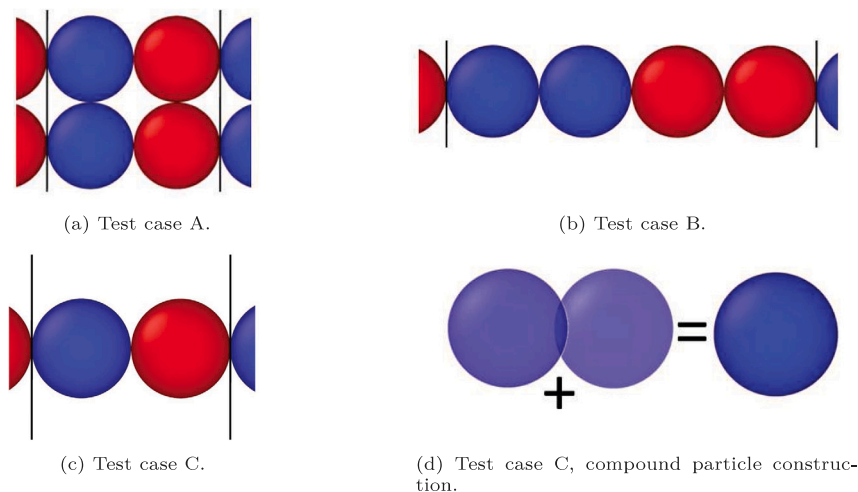 (a) Test case A.
(b) Test case B.
(c) Test case C.
+
=
(d) Test case C, compound particle construc-
tion.